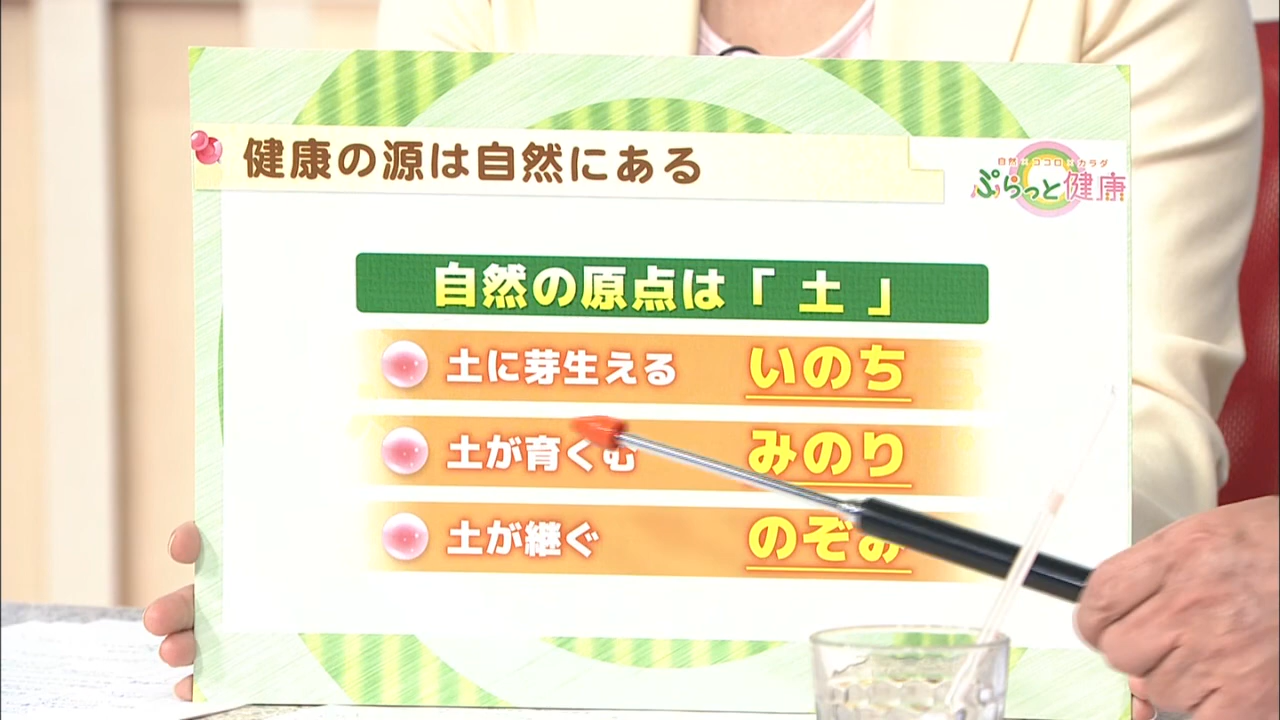 健康の源は自然にある
自然×ココロ×カラダ
ぷらっと健康
自然の原点は「 土 」
土に芽生える いのち
土が育くむ みのり
土が継ぐ のぞみ